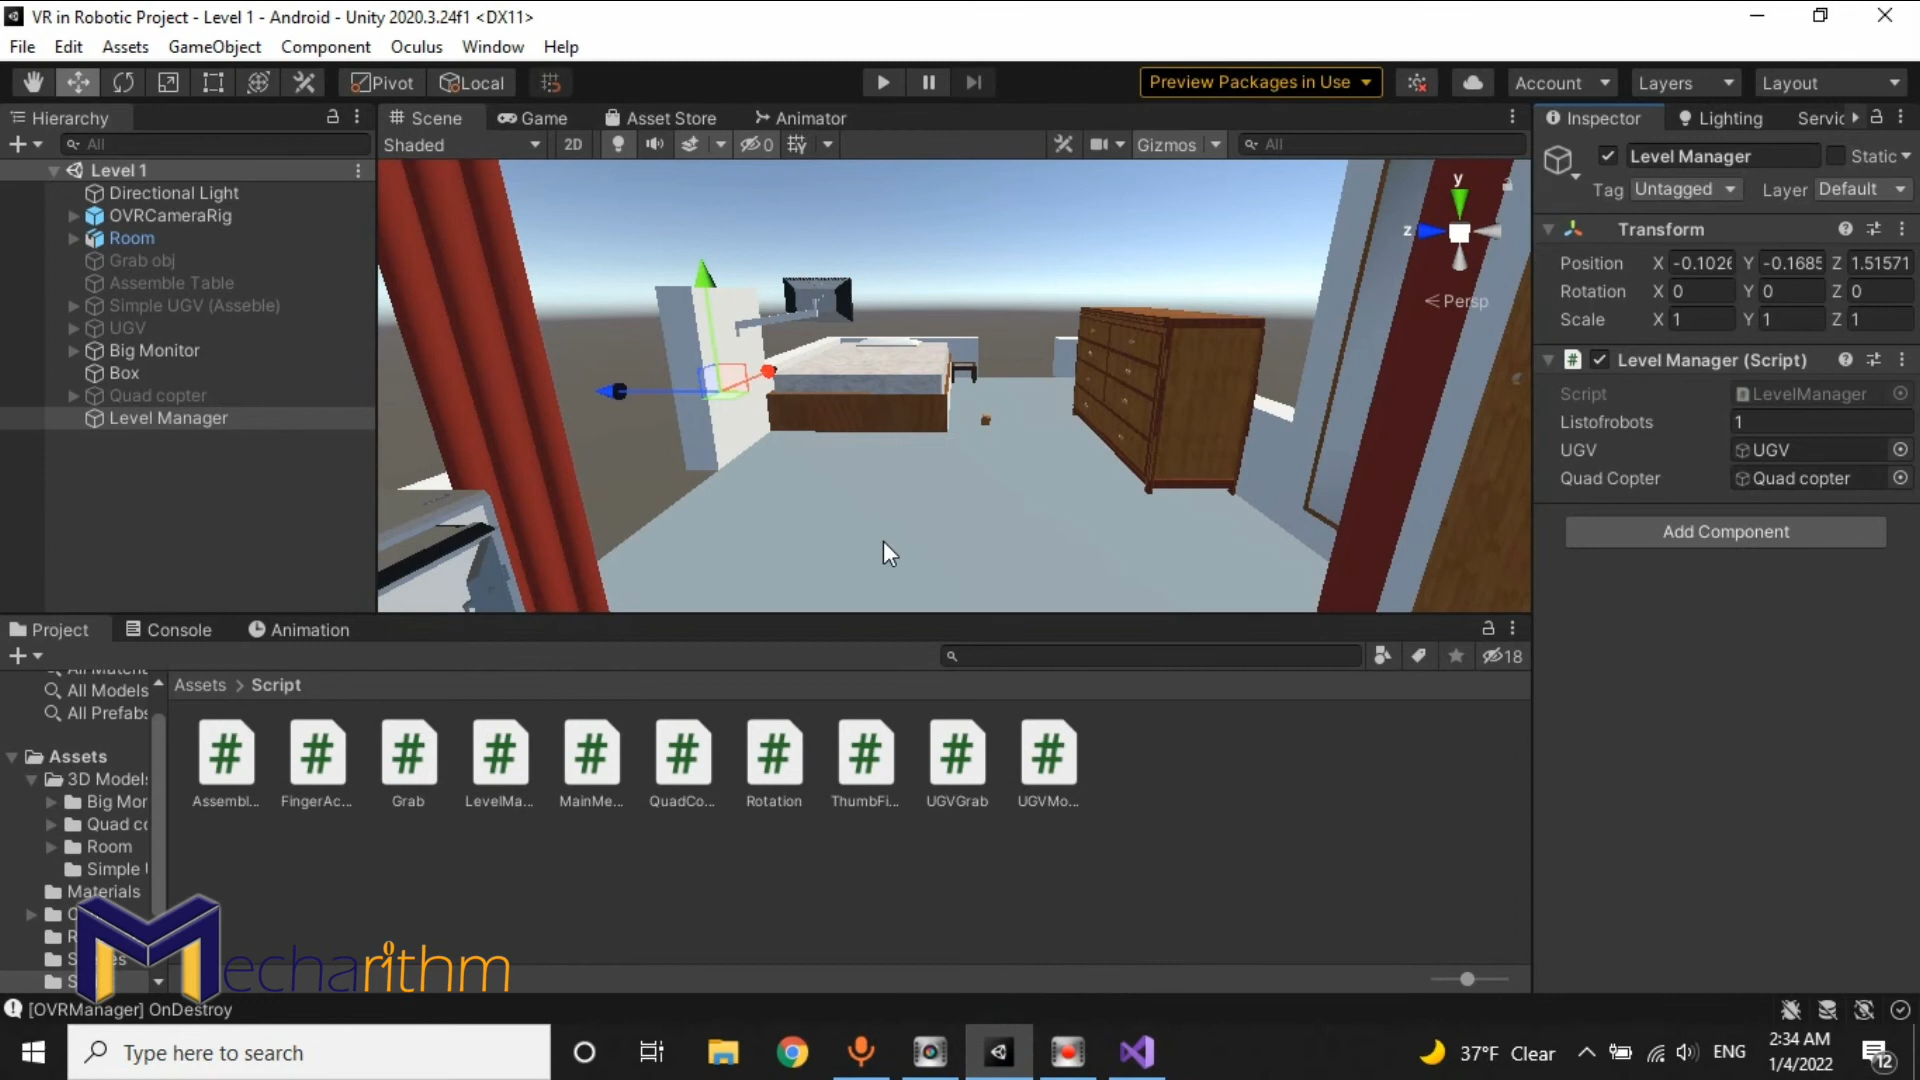 VR in Robotic Project - Level 1 - Android - Unity 2020.3.24f1 <DX11>
File Edit Assets GameObject Component Oculus Window Help
Pivot Local Preview Packages in Use Account Layers Layout
Hierarchy
All
Level 1
Directional Light
OVRCameraRig
Room
Grab obj
Assemble Table
Simple UGV (Asseble)
UGV
Big Monitor
Box
Quad copter
Level Manager
Scene Game Asset Store Animator
Shaded 2D 0 Gizmos All
y
z
Persp
Inspector Lighting Servic
Level Manager Static
Tag Untagged Layer Default
Transform
Position X -0.1026 Y -0.1685 Z 1.51571
Rotation X 0 Y 0 Z 0
Scale X 1 Y 1 Z 1
# Level Manager (Script)
Script LevelManager
Listofrobots 1
UGV UGV
Quad Copter Quad copter
Add Component
Project Console Animation
18
All Models
All Prefabs
Assets
3D Models
Big Mor
Quad co
Room
Simple
Materials
Assets > Script
# # # # # # # # # #
Assembl... FingerAc... Grab LevelMa... MainMe... QuadCo... Rotation ThumbFi... UGVGrab UGVMo...
Mecharithm
[OVRManager] OnDestroy
Type here to search
37°F Clear
ENG
2:34 AM
1/4/2022
12